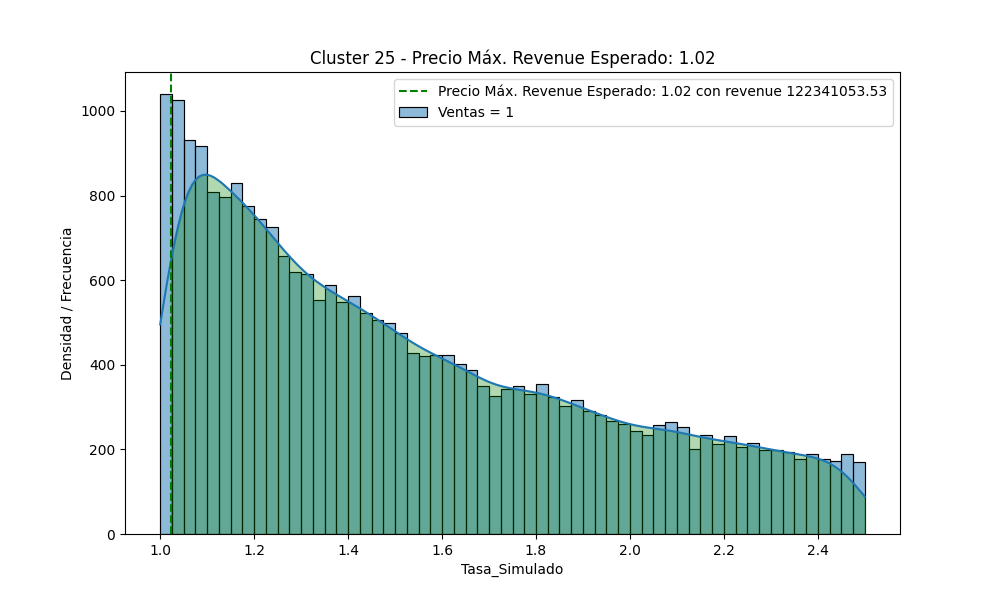 Cluster 25 - Precio Máx. Revenue Esperado: 1.02
Precio Máx. Revenue Esperado: 1.02 con revenue 122341053.53
Ventas = 1
Densidad / Frecuencia
1000
800
600
400
200
0
1.0 1.2 1.4 1.6 1.8 2.0 2.2 2.4
Tasa_Simulado